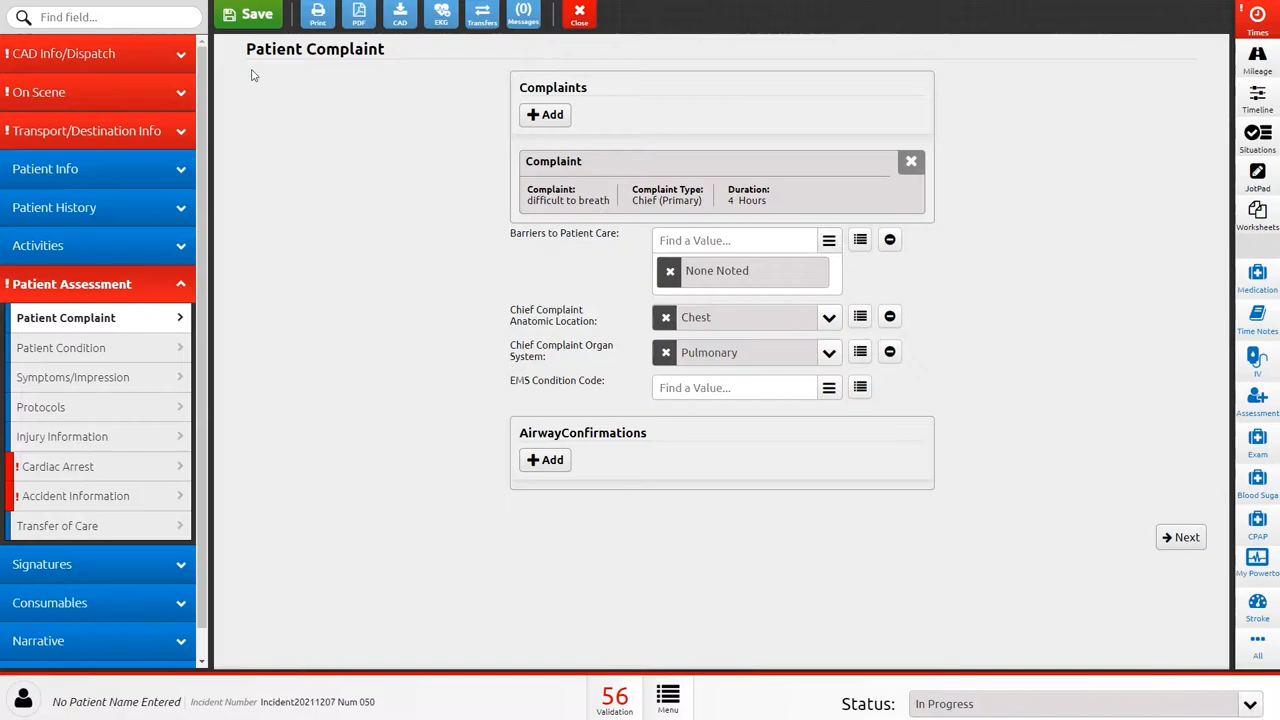 Find field...
Save
Print
PDF
CAD
EKG
Transfers
(0)
Messages
Close
! Times
! CAD Info/Dispatch
! On Scene
! Transport/Destination Info
Patient Info
Patient History
Activities
! Patient Assessment
Patient Complaint
Patient Condition
Symptoms/Impression
Protocols
Injury Information
! Cardiac Arrest
! Accident Information
Transfer of Care
Signatures
Consumables
Narrative
Patient Complaint
Complaints
Add
Complaint
Complaint: Complaint Type: Duration:
difficult to breath Chief (Primary) 4 Hours
Barriers to Patient Care:
Find a Value...
None Noted
Chief Complaint
Anatomic Location:
Chest
Chief Complaint Organ
System:
Pulmonary
EMS Condition Code:
Find a Value...
AirwayConfirmations
Add
Next
Mileage
Timeline
Situations
JotPad
Worksheets
Medication
Time Notes
IV
Assessment
Exam
Blood Suga
CPAP
My Powerto
Stroke
All
No Patient Name Entered
Incident Number Incident20211207 Num 050
56
Validation
Menu
Status:
In Progress